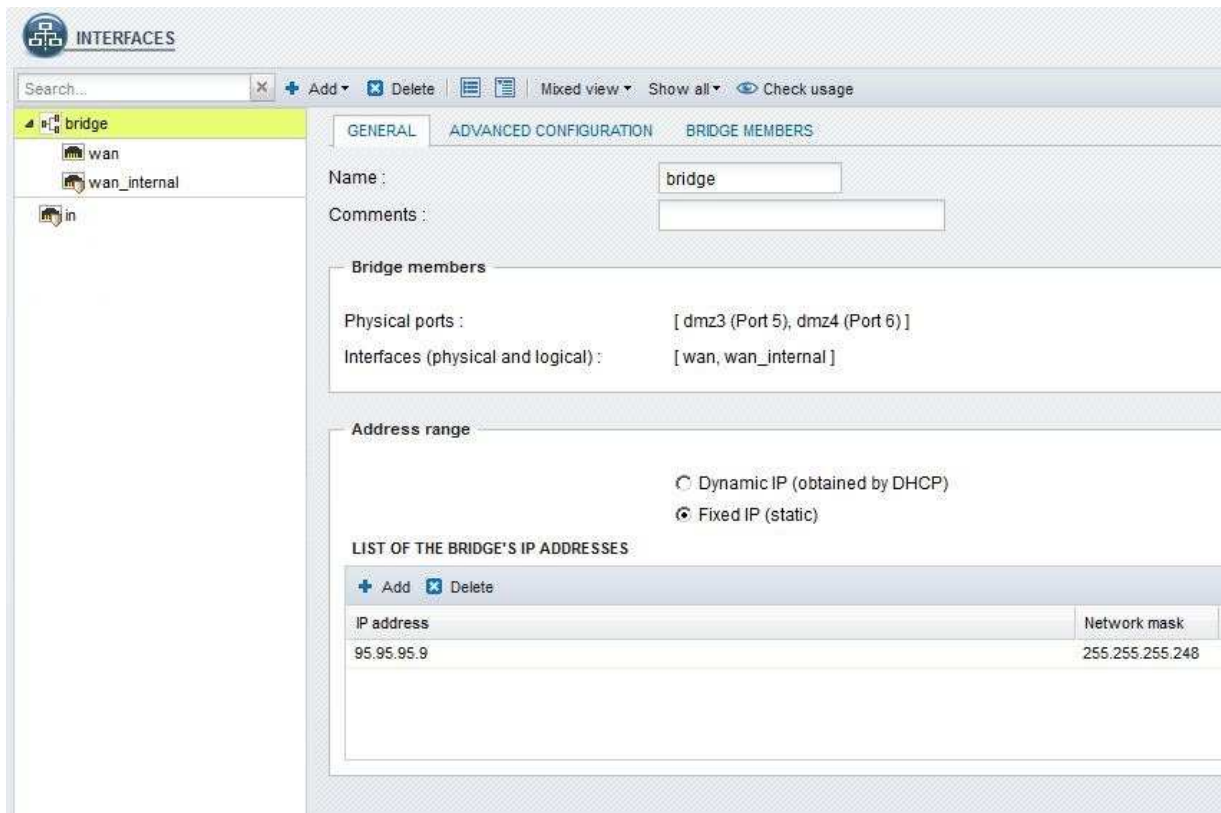 INTERFACES
Search... Add Delete Mixed view Show all Check usage
bridge
wan
wan_internal
in
GENERAL ADVANCED CONFIGURATION BRIDGE MEMBERS
Name : bridge
Comments :
Bridge members
Physical ports : [ dmz3 (Port 5), dmz4 (Port 6) ]
Interfaces (physical and logical) : [ wan, wan_internal ]
Address range
Dynamic IP (obtained by DHCP)
Fixed IP (static)
LIST OF THE BRIDGE'S IP ADDRESSES
Add Delete
IP address Network mask
95.95.95.9 255.255.255.248